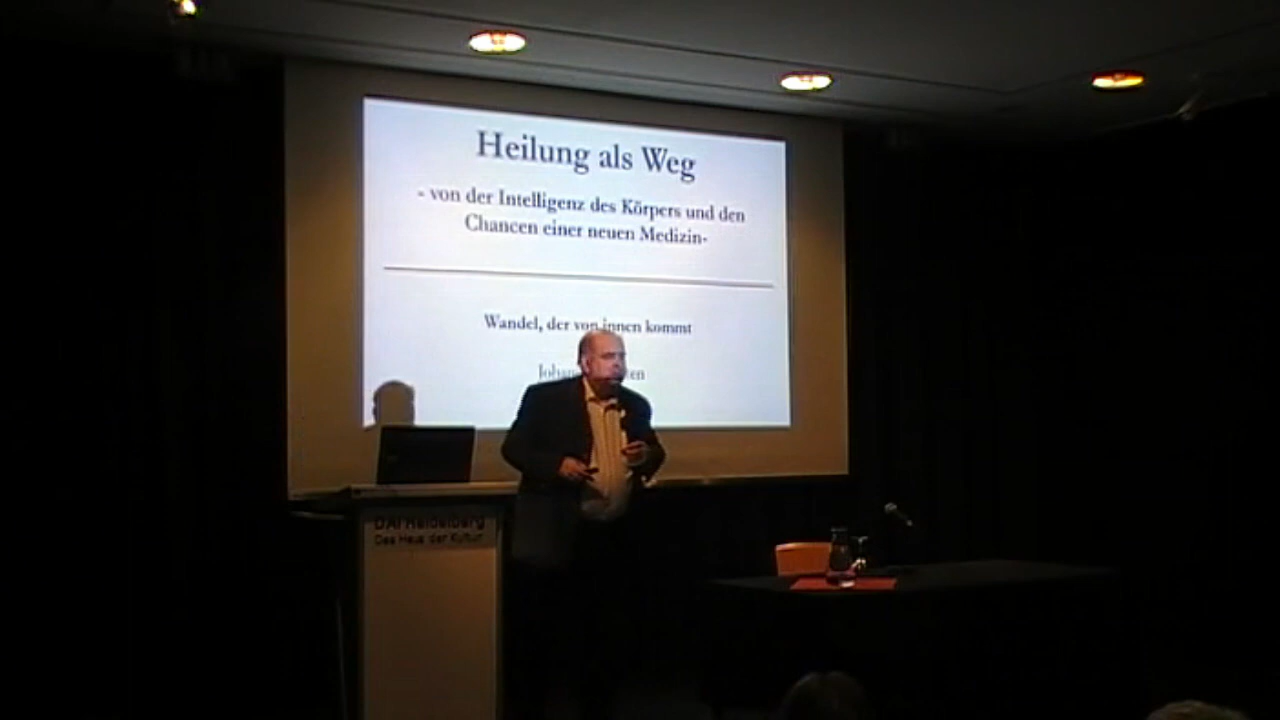 Heilung als Weg
- von der Intelligenz des Körpers und den
Chancen einer neuen Medizin-
Wandel, der von innen kommt
DAI Heidelberg
Das Haus der Kultur